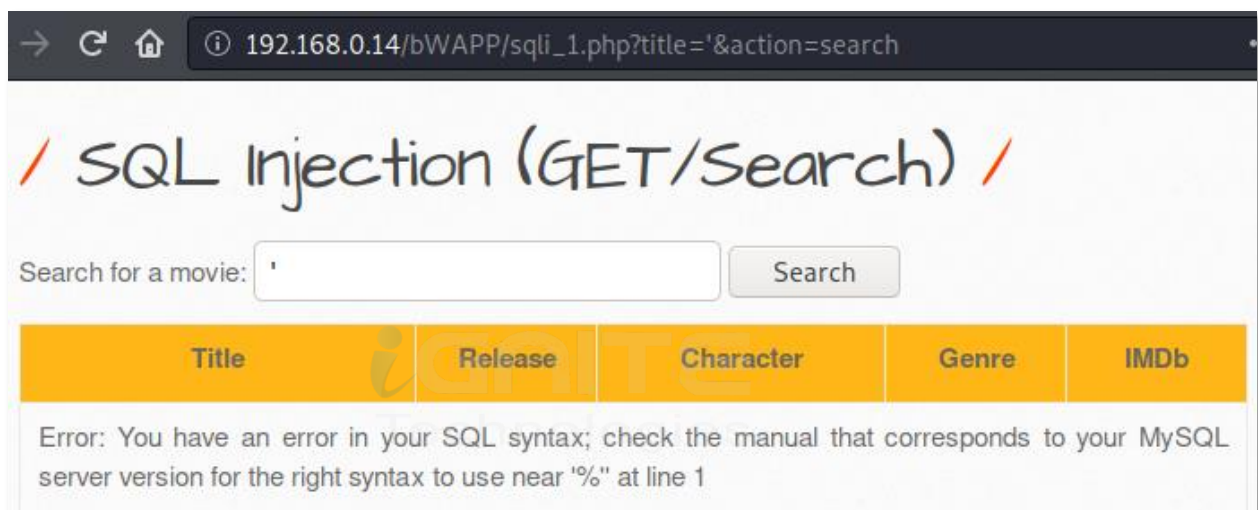 192.168.0.14/bWAPP/sqli_1.php?title='&action=search
/ SQL Injection (GET/Search) /
Search for a movie: ' Search
Title Release Character Genre IMDb
iGNITE
Technologies
Error: You have an error in your SQL syntax; check the manual that corresponds to your MySQL
server version for the right syntax to use near '%'' at line 1